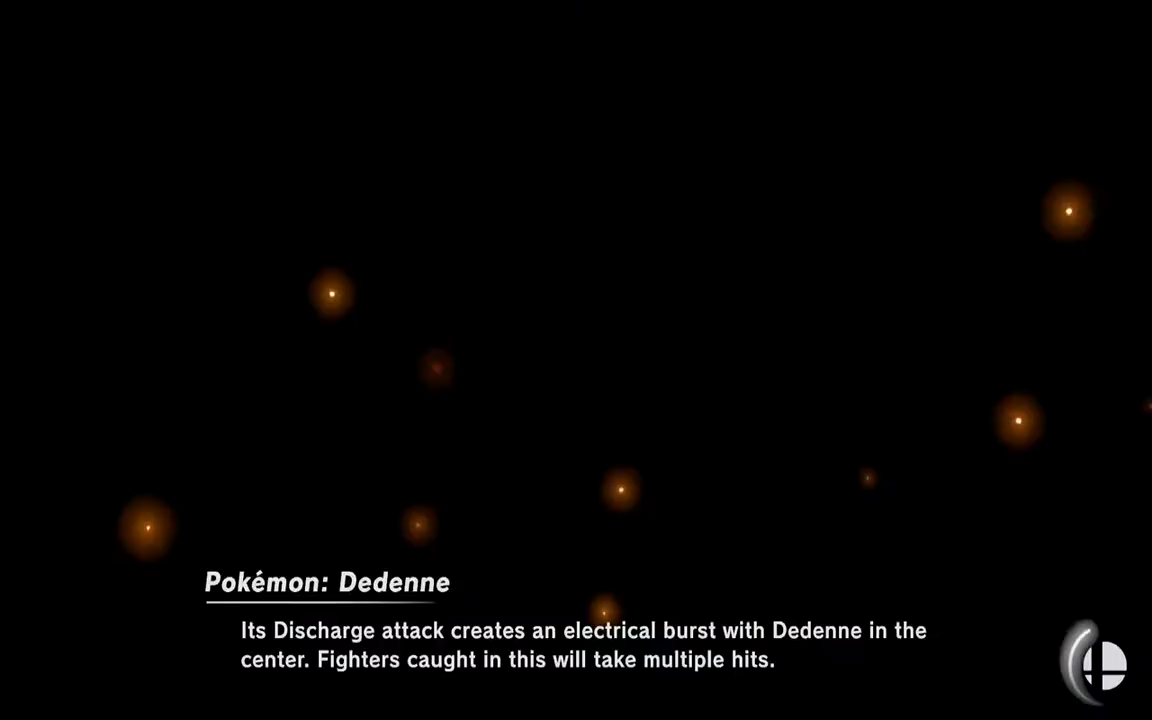 Pokémon: Dedenne
Its Discharge attack creates an electrical burst with Dedenne in the
center. Fighters caught in this will take multiple hits.